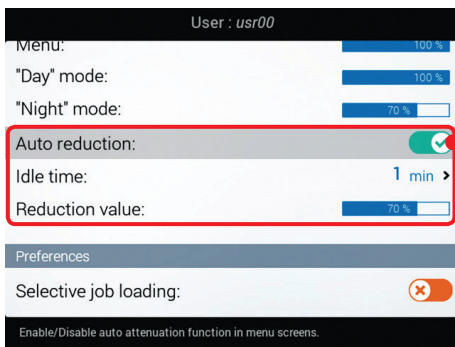 User : usr00
Menu: 100 %
"Day" mode: 100 %
"Night" mode: 70 %
Auto reduction:
Idle time: 1 min >
Reduction value: 70 %
Preferences
Selective job loading:
Enable/Disable auto attenuation function in menu screens.